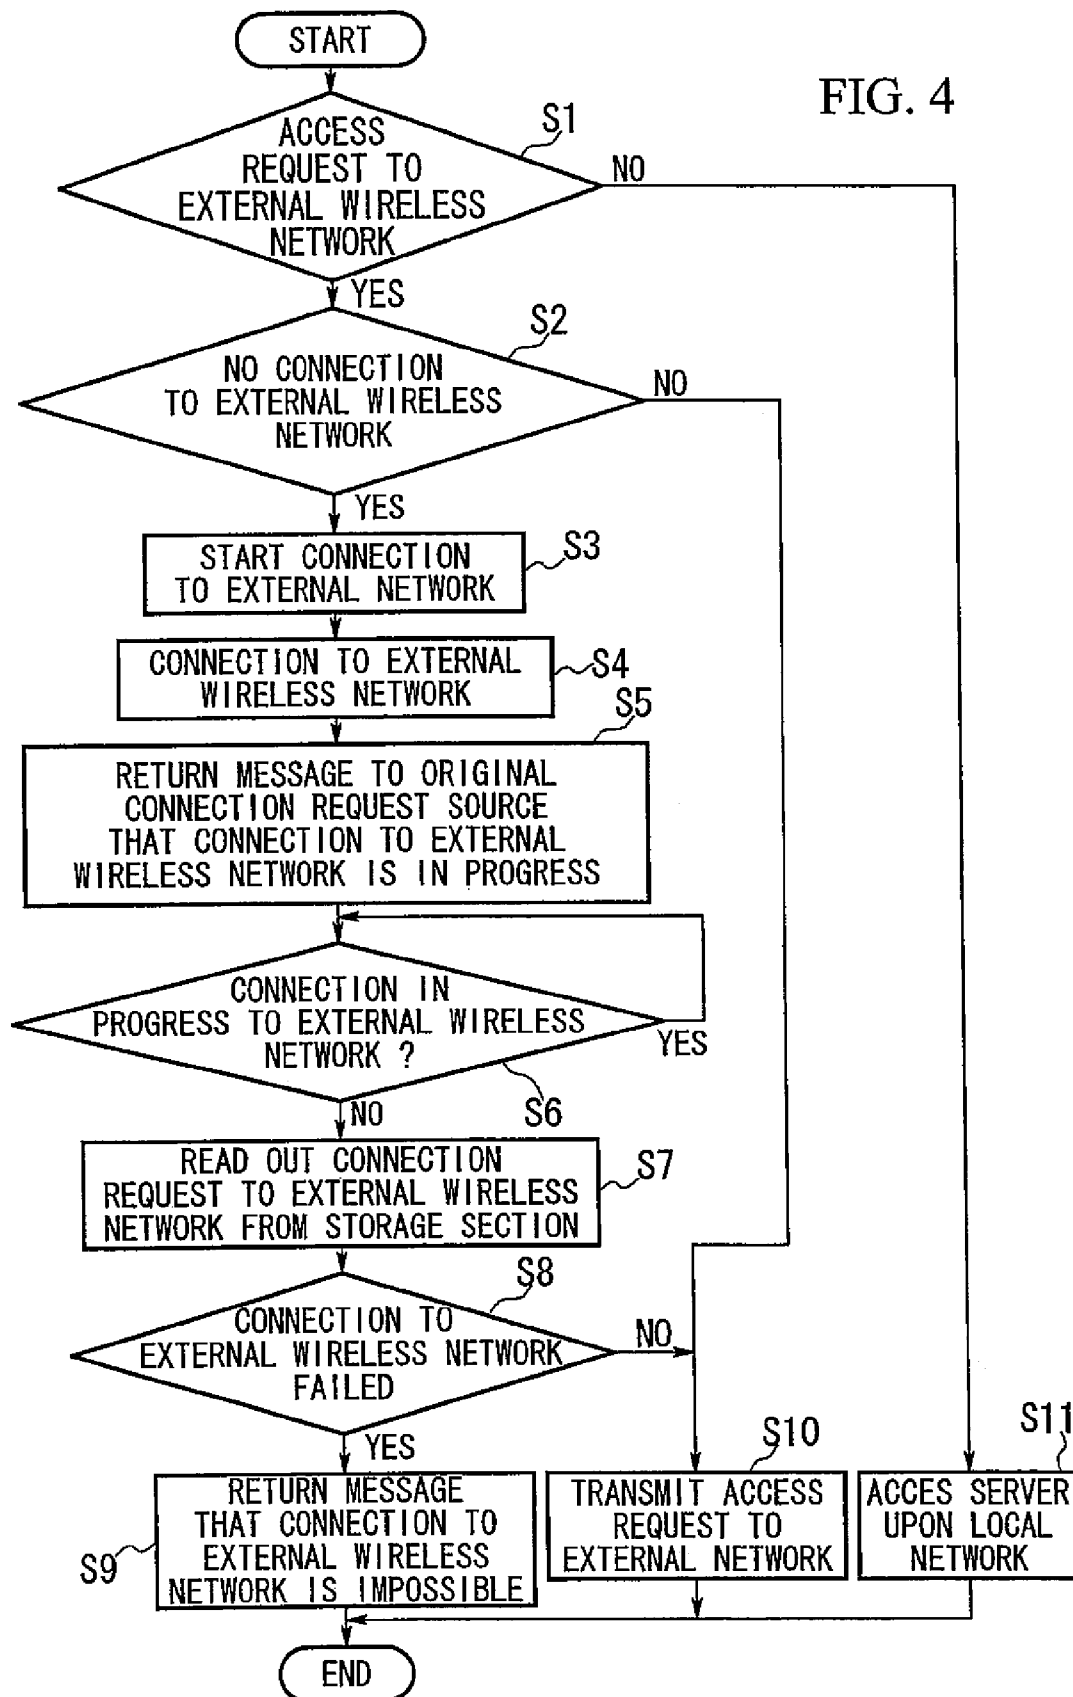 START
FIG. 4
S1
ACCESS
REQUEST TO
EXTERNAL WIRELESS
NETWORK
NO
YES
S2
NO CONNECTION
TO EXTERNAL WIRELESS
NETWORK
NO
YES
START CONNECTION
TO EXTERNAL NETWORK
S3
CONNECTION TO EXTERNAL
WIRELESS NETWORK
S4
S5
RETURN MESSAGE TO ORIGINAL
CONNECTION REQUEST SOURCE
THAT CONNECTION TO EXTERNAL
WIRELESS NETWORK IS IN PROGRESS
CONNECTION IN
PROGRESS TO EXTERNAL WIRELESS
NETWORK ?
YES
S6
NO
READ OUT CONNECTION
REQUEST TO EXTERNAL WIRELESS
NETWORK FROM STORAGE SECTION
S7
S8
CONNECTION TO
EXTERNAL WIRELESS NETWORK
FAILED
NO
YES
RETURN MESSAGE
THAT CONNECTION TO
EXTERNAL WIRELESS
NETWORK IS IMPOSSIBLE
S9
S10
TRANSMIT ACCESS
REQUEST TO
EXTERNAL NETWORK
S11
ACCES SERVER
UPON LOCAL
NETWORK
END